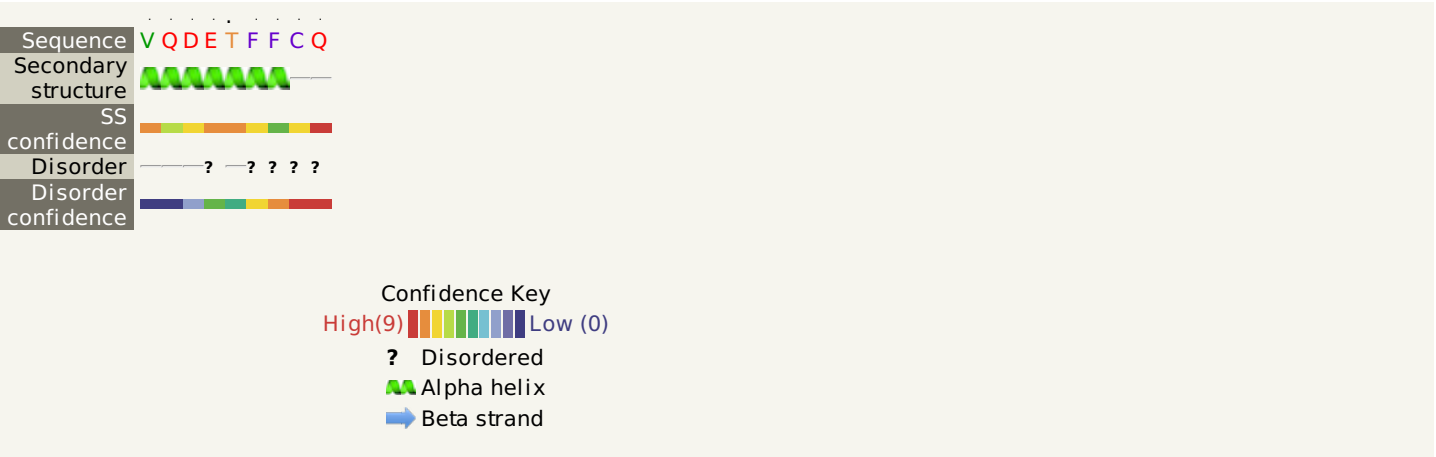 Sequence V Q D E T F F C Q
Secondary
structure
SS
confidence
Disorder ? ? ? ? ?
Disorder
confidence
Confidence Key
High(9) Low (0)
? Disordered
Alpha helix
Beta strand